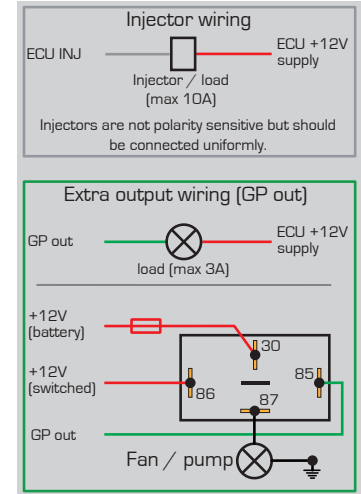 Injector wiring
ECU INJ
ECU +12V
supply
Injector / load
(max 10A)
Injectors are not polarity sensitive but should
be connected uniformly.
Extra output wiring (GP out)
GP out
ECU +12V
supply
load (max 3A)
+12V
(battery)
30
+12V
(switched)
86
85
87
GP out
Fan / pump